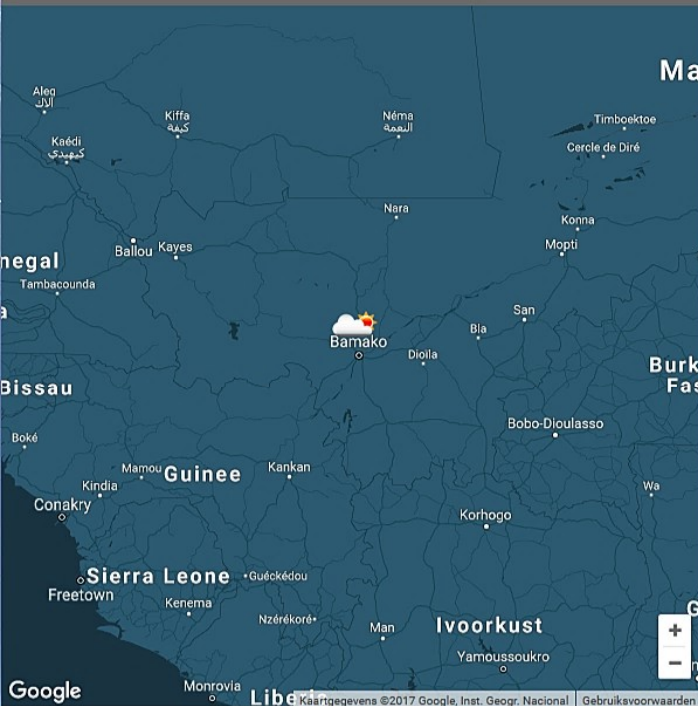 Ma
Aleg
ألاك
Kiffa
كيفة
Néma
النعمة
Timboektoe
Kaédi
كيهيدي
Cercle de Diré
Nara
Konna
Mopti
Ballou
Kayes
negal
Tambacounda
a
San
Bla
Bamako
Dioïla
Burk
Fas
Bissau
Bobo-Dioulasso
Boké
Mamou
Guinee
Kankan
Kindia
Wa
Conakry
Korhogo
Sierra Leone
Guéckédou
Freetown
Kenema
G
Nzérékoré
Man
Ivoorkust
+
Yamoussoukro
−
n
Monrovia
Google
Liberia
Kaartgegevens ©2017 Google, Inst. Geogr. Nacional
Gebruiksvoorwaarden